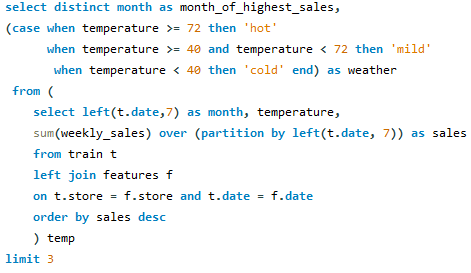 select distinct month as month_of_highest_sales,
(case when temperature >= 72 then 'hot'
when temperature >= 40 and temperature < 72 then 'mild'
when temperature < 40 then 'cold' end) as weather
from (
select left(t.date,7) as month, temperature,
sum(weekly_sales) over (partition by left(t.date, 7)) as sales
from train t
left join features f
on t.store = f.store and t.date = f.date
order by sales desc
) temp
limit 3